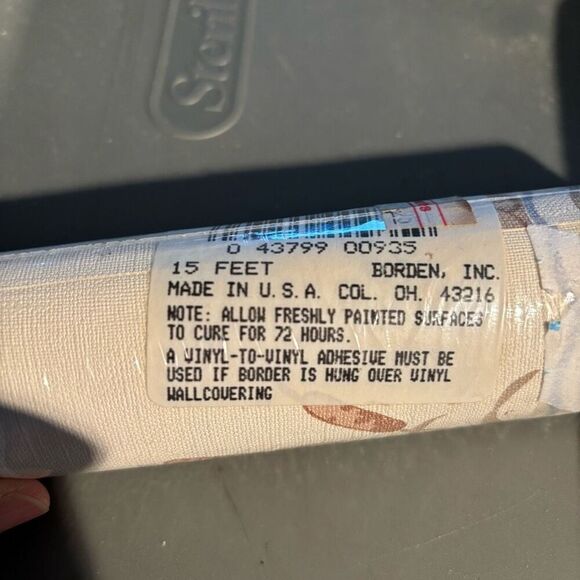 Steril
0 43799 00935
15 FEET BORDEN, INC.
MADE IN U.S.A. COL. OH. 43216
NOTE: ALLOW FRESHLY PAINTED SURFACES
TO CURE FOR 72 HOURS.
A VINYL-TO-VINYL ADHESIVE MUST BE
USED IF BORDER IS HUNG OVER VINYL
WALLCOVERING